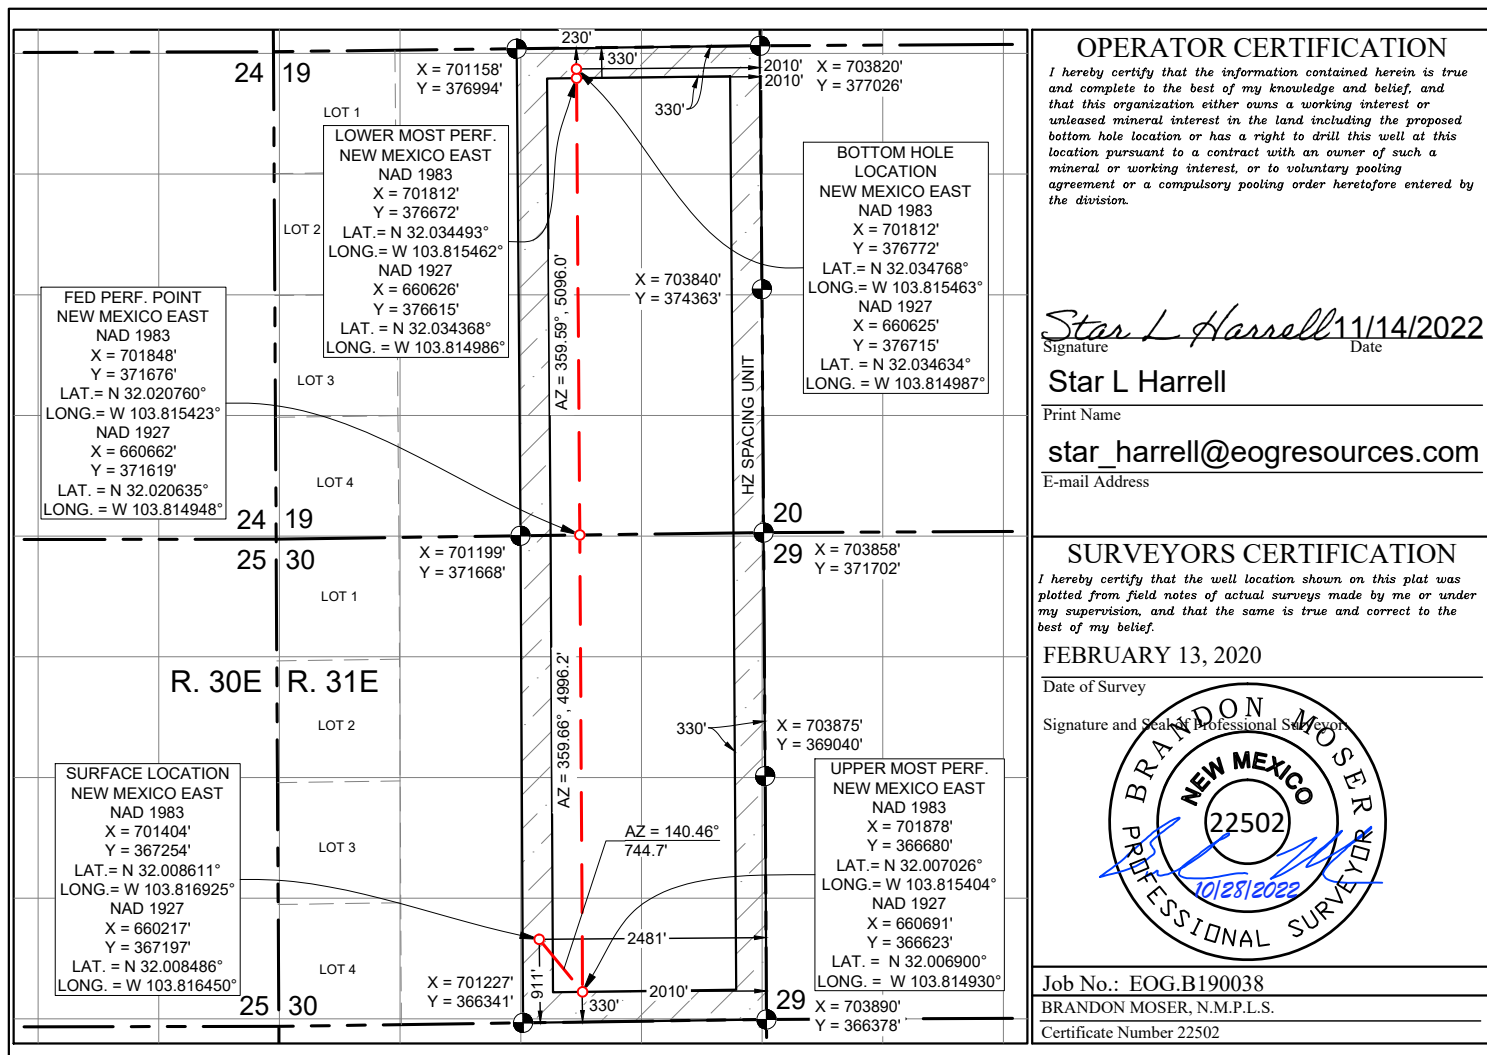 230'
330'
2010'
2010'
330'
24 19
X = 701158'
Y = 376994'
X = 703820'
Y = 377026'
LOT 1
LOWER MOST PERF.
NEW MEXICO EAST
NAD 1983
X = 701812'
Y = 376672'
LAT.= N 32.034493°
LONG.= W 103.815462°
NAD 1927
X = 660626'
Y = 376615'
LAT. = N 32.034368°
LONG. = W 103.814986°
BOTTOM HOLE
LOCATION
NEW MEXICO EAST
NAD 1983
X = 701812'
Y = 376772'
LAT.= N 32.034768°
LONG.= W 103.815463°
NAD 1927
X = 660625'
Y = 376715'
LAT. = N 32.034634°
LONG. = W 103.814987°
LOT 2
AZ = 359.59°, 5096.0'
X = 703840'
Y = 374363'
FED PERF. POINT
NEW MEXICO EAST
NAD 1983
X = 701848'
Y = 371676'
LAT.= N 32.020760°
LONG.= W 103.815423°
NAD 1927
X = 660662'
Y = 371619'
LAT. = N 32.020635°
LONG. = W 103.814948°
LOT 3
HZ SPACING UNIT
LOT 4
24 19
20
25 30
29
X = 701199'
Y = 371668'
X = 703858'
Y = 371702'
LOT 1
R. 30E R. 31E
AZ = 359.66°, 4996.2'
LOT 2
330'
X = 703875'
Y = 369040'
SURFACE LOCATION
NEW MEXICO EAST
NAD 1983
X = 701404'
Y = 367254'
LAT.= N 32.008611°
LONG.= W 103.816925°
NAD 1927
X = 660217'
Y = 367197'
LAT. = N 32.008486°
LONG. = W 103.816450°
UPPER MOST PERF.
NEW MEXICO EAST
NAD 1983
X = 701878'
Y = 366680'
LAT.= N 32.007026°
LONG.= W 103.815404°
NAD 1927
X = 660691'
Y = 366623'
LAT. = N 32.006900°
LONG. = W 103.814930°
LOT 3
AZ = 140.46°
744.7'
2481'
911'
2010'
330'
LOT 4
X = 701227'
Y = 366341'
25 30
29
X = 703890'
Y = 366378'
OPERATOR CERTIFICATION
I hereby certify that the information contained herein is true
and complete to the best of my knowledge and belief, and
that this organization either owns a working interest or
unleased mineral interest in the land including the proposed
bottom hole location or has a right to drill this well at this
location pursuant to a contract with an owner of such a
mineral or working interest, or to voluntary pooling
agreement or a compulsory pooling order heretofore entered by
the division.
Star L Harrell 11/14/2022
Signature Date
Star L Harrell
Print Name
star_harrell@eogresources.com
E-mail Address
SURVEYORS CERTIFICATION
I hereby certify that the well location shown on this plat was
plotted from field notes of actual surveys made by me or under
my supervision, and that the same is true and correct to the
best of my belief.
FEBRUARY 13, 2020
Date of Survey
Signature and Seal of Professional Surveyor:
BRANDON MOSER
NEW MEXICO
22502
10/28/2022
PROFESSIONAL SURVEYOR
Job No.: EOG.B190038
BRANDON MOSER, N.M.P.L.S.
Certificate Number 22502